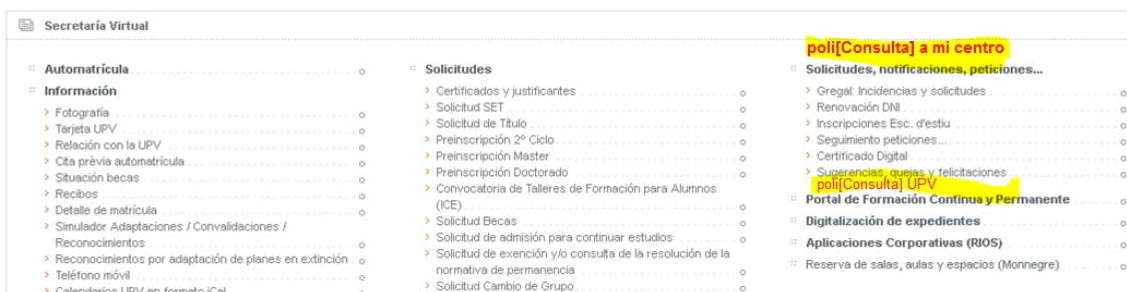 Secretaría Virtual
Automatrícula
Información
Fotografía
Tarjeta UPV
Relación con la UPV
Cita prèvia automatrícula
Situación becas
Recibos
Detalle de matrícula
Simulador Adaptaciones / Convalidaciones /
Reconocimientos
Reconocimientos por adaptación de planes en extinción
Teléfono móvil
Calendarios UPV en formato iCal
Solicitudes
Certificados y justificantes
Solicitud SET
Solicitud de Título
Preinscripción 2º Ciclo
Preinscripción Master
Preinscripción Doctorado
Convocatoria de Talleres de Formación para Alumnos
(ICE)
Solicitud Becas
Solicitud de admisión para continuar estudios
Solicitud de exención y/o consulta de la resolución de la
normativa de permanencia
Solicitud Cambio de Grupo
poli[Consulta] a mi centro
Solicitudes, notificaciones, peticiones...
Gregal: Incidencias y solicitudes
Renovación DNI
Inscripciones Esc. d'estiu
Seguimiento peticiones...
Certificado Digital
Sugerencias, quejas y felicitaciones
poli[Consulta] UPV
Portal de Formación Continua y Permanente
Digitalización de expedientes
Aplicaciones Corporativas (RIOS)
Reserva de salas, aulas y espacios (Monnegre)